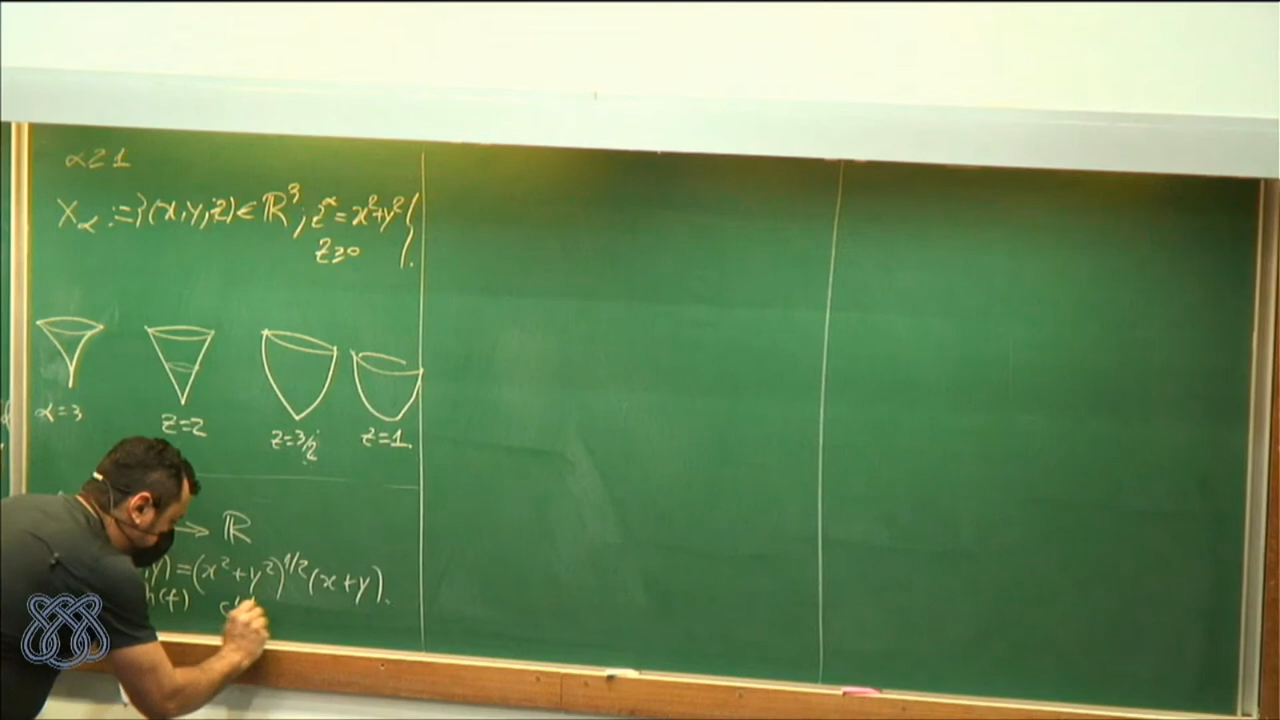 α≥1
X_α := {(x,y,z) ∈ ℝ³; z^α = x²+y²}.
z≥0
α=3
z=2
z=3/2
z=1.
→ ℝ
,y) = (x²+y²)^{1/2} (x+y).
h(f)